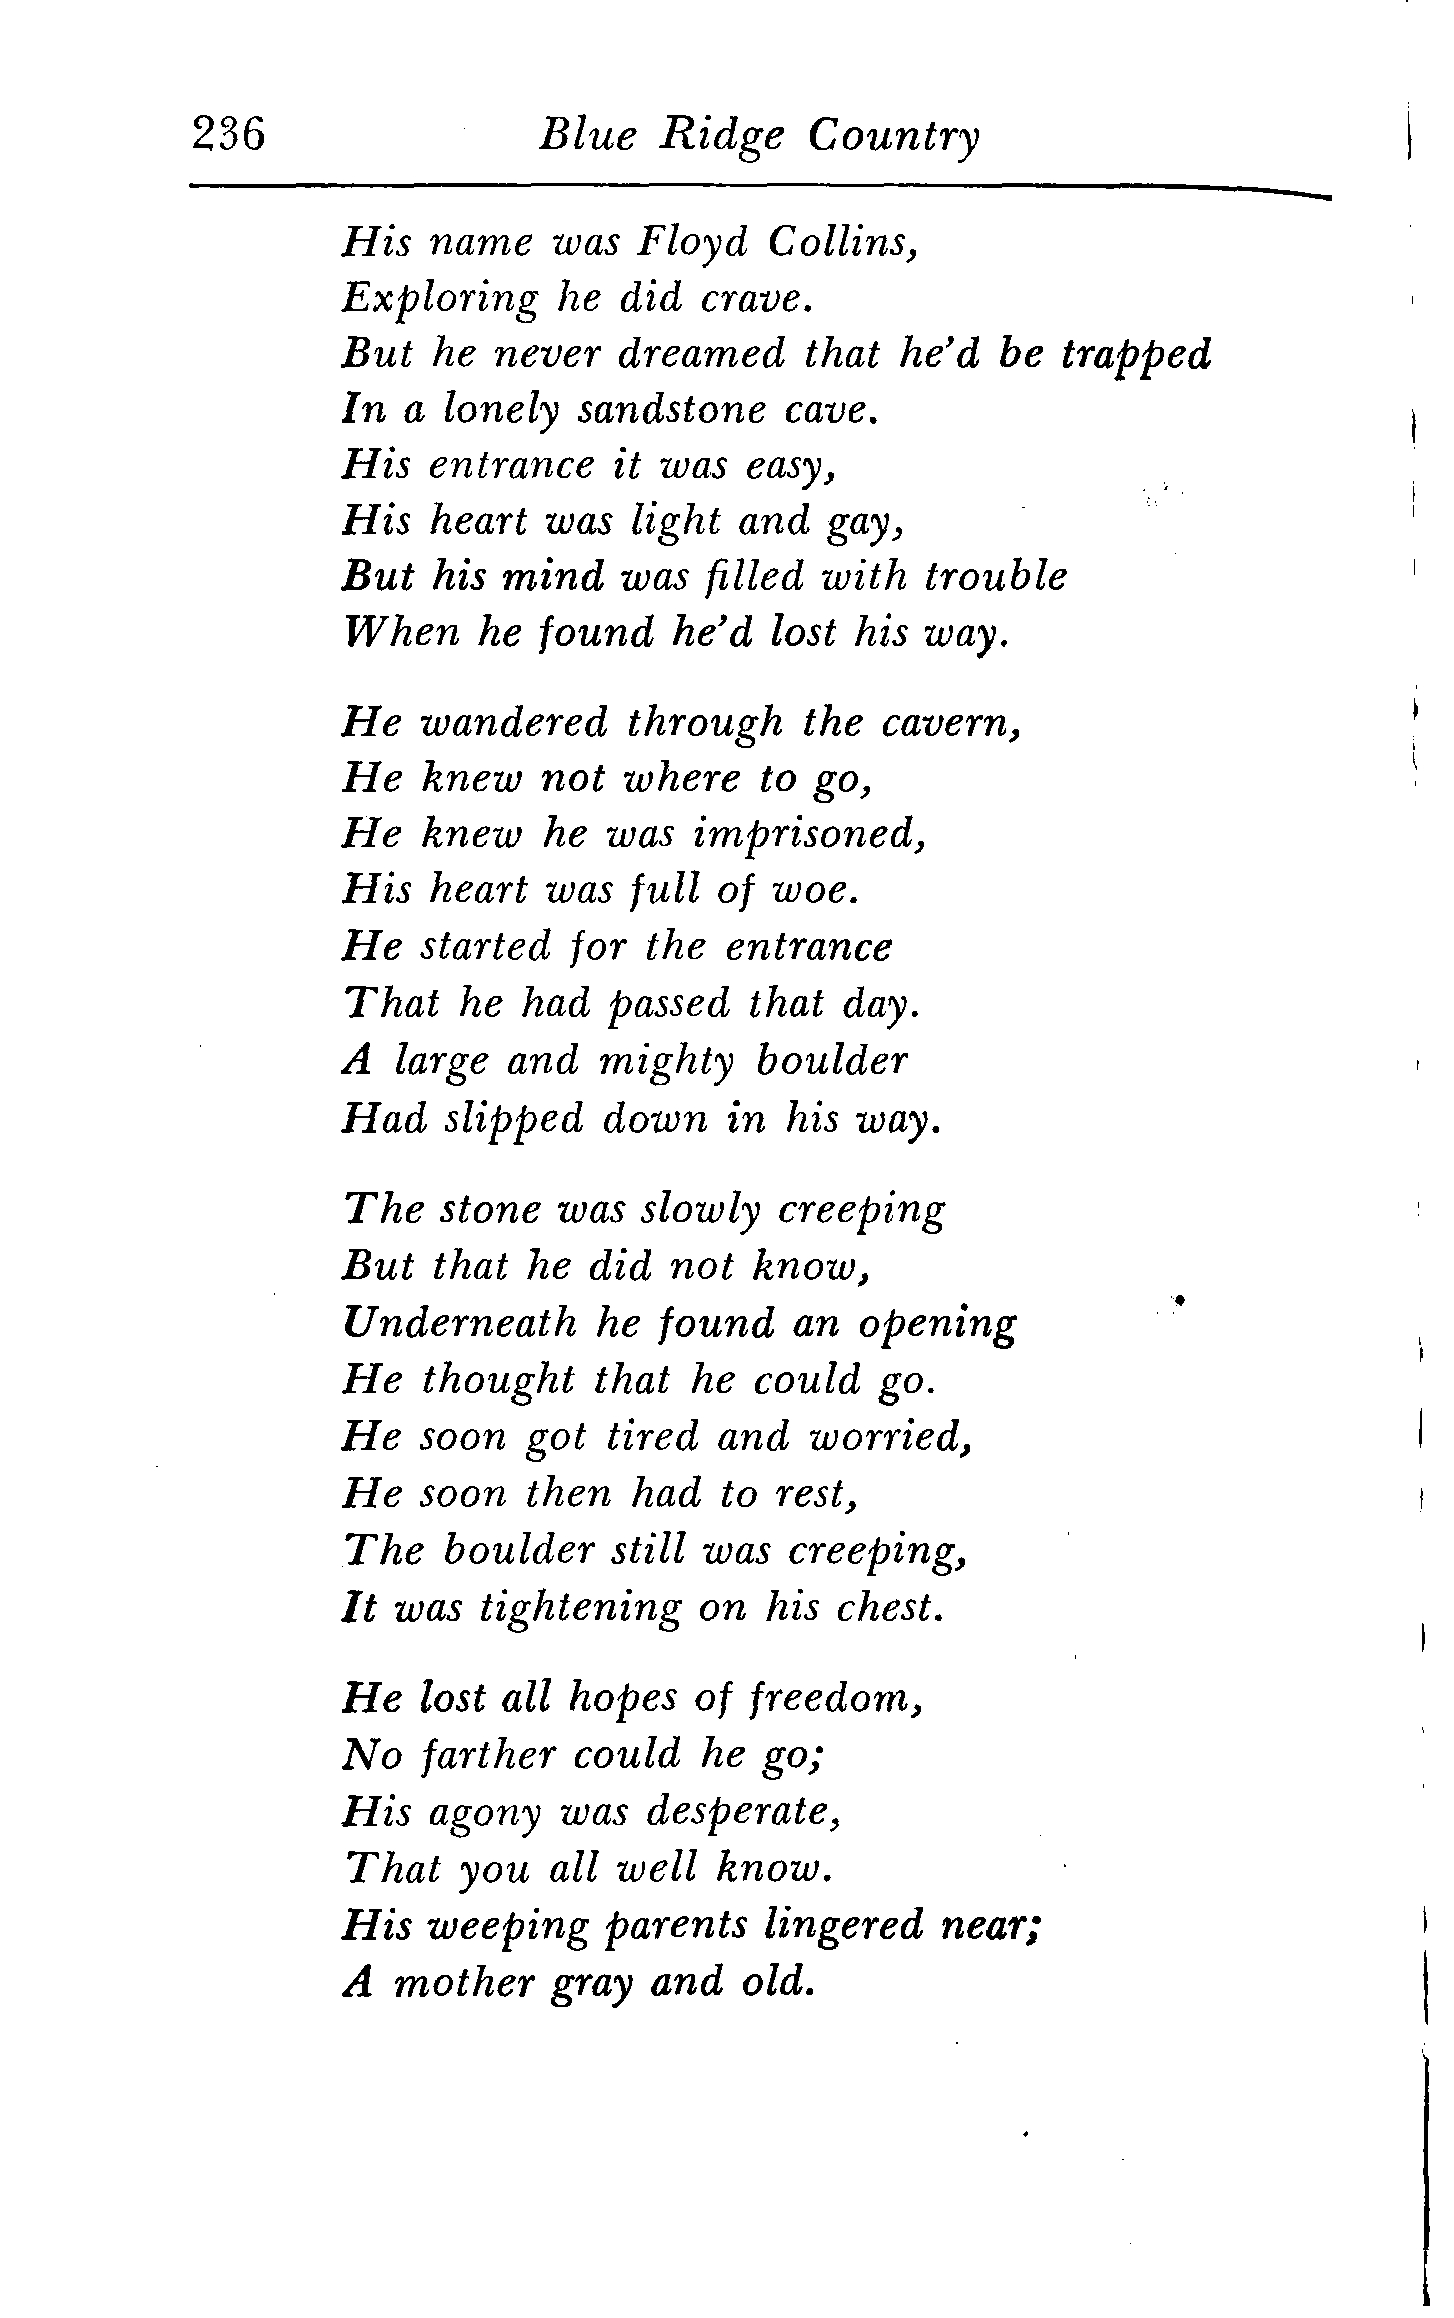 236 Blue Ridge Country
His name was Floyd Collins,
Exploring he did crave.
But he never dreamed that he'd be trapped
In a lonely sandstone cave.
His entrance it was easy,
His heart was light and gay,
But his mind was filled with trouble
When he found he'd lost his way.
He wandered through the cavern,
He knew not where to go,
He knew he was imprisoned,
His heart was full of woe.
He started for the entrance
That he had passed that day.
A large and mighty boulder
Had slipped down in his way.
The stone was slowly creeping
But that he did not know,
Underneath he found an opening
He thought that he could go.
He soon got tired and worried,
He soon then had to rest,
The boulder still was creeping,
It was tightening on his chest.
He lost all hopes of freedom,
No farther could he go;
His agony was desperate,
That you all well know.
His weeping parents lingered near;
A mother gray and old.